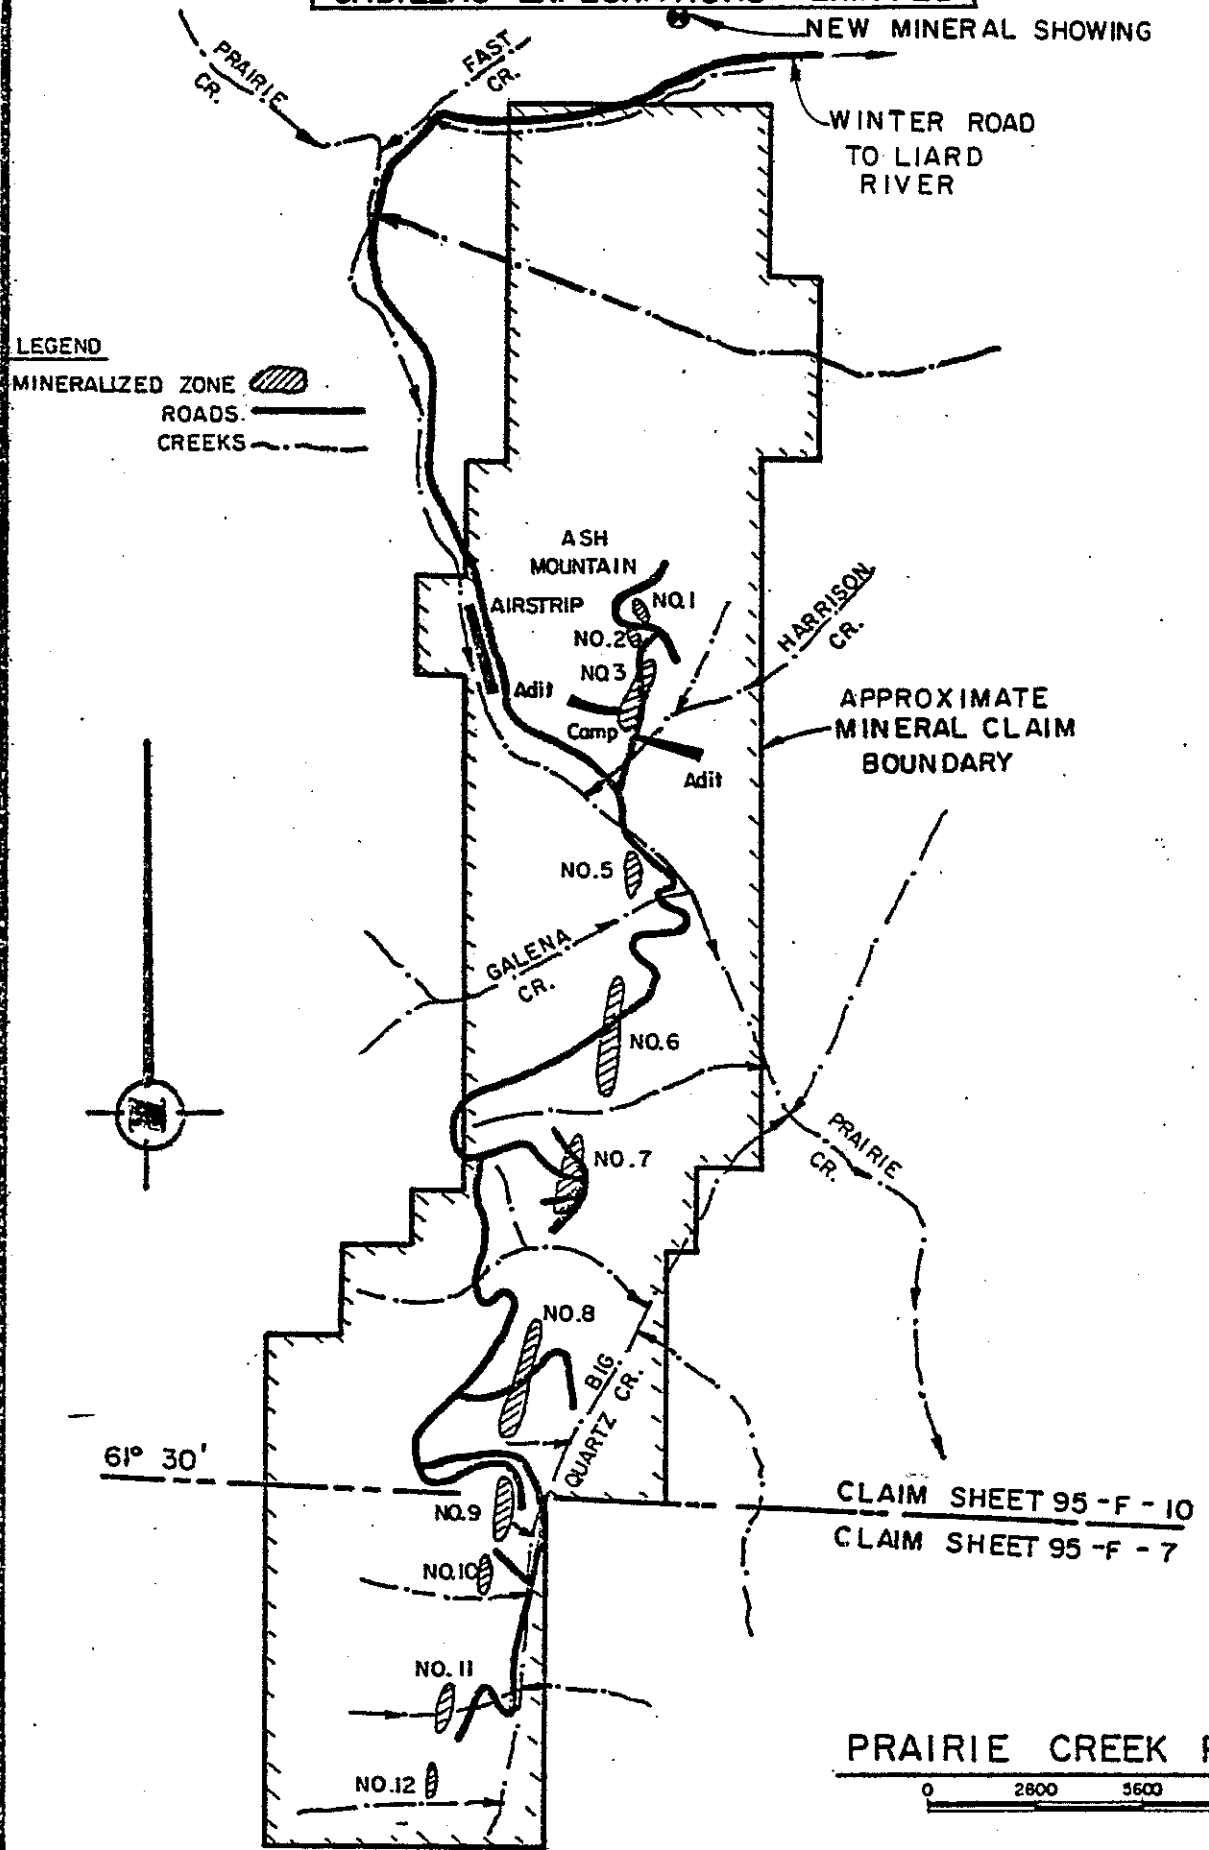 NEW MINERAL SHOWING
PRAIRIE
CR.
FAST
CR.
WINTER ROAD
TO LIARD
RIVER
LEGEND
MINERALIZED ZONE
ROADS.
CREEKS
ASH
MOUNTAIN
AIRSTRIP
NO.1
NO.2
NO.3
HARRISON
CR.
Adit
Camp
Adit
APPROXIMATE
MINERAL CLAIM
BOUNDARY
NO.5
GALENA
CR.
NO.6
PRAIRIE
CR.
NO.7
NO.8
BIG
QUARTZ CR.
61° 30'
NO.9
CLAIM SHEET 95-F-10
CLAIM SHEET 95-F-7
NO.10
NO.11
NO.12
PRAIRIE CREEK
0 2800 5600